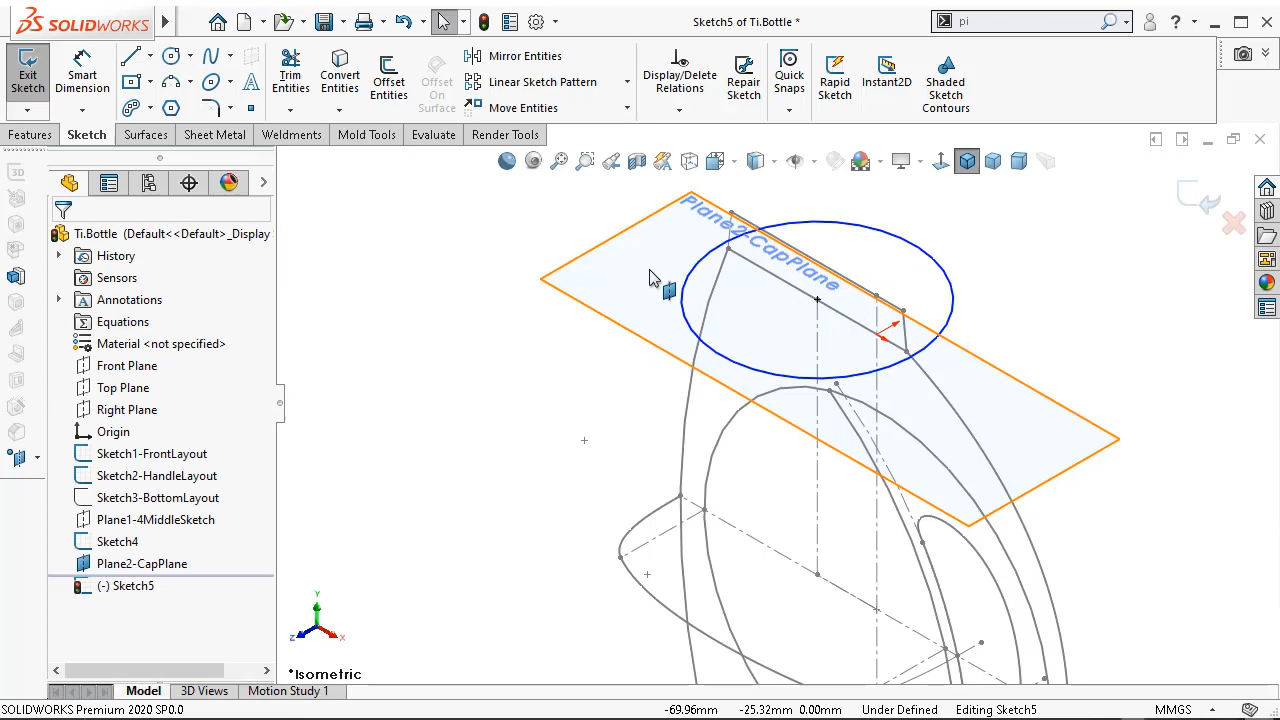 SOLIDWORKS
Sketch5 of Ti.Bottle *
pi
Exit Sketch
Smart Dimension
Trim Entities
Convert Entities
Offset Entities
Offset On Surface
Mirror Entities
Linear Sketch Pattern
Move Entities
Display/Delete Relations
Repair Sketch
Quick Snaps
Rapid Sketch
Instant2D
Shaded Sketch Contours
Features
Sketch
Surfaces
Sheet Metal
Weldments
Mold Tools
Evaluate
Render Tools
Ti.Bottle (Default<<Default>_Display
History
Sensors
Annotations
Equations
Material <not specified>
Front Plane
Top Plane
Right Plane
Origin
Sketch1-FrontLayout
Sketch2-HandleLayout
Sketch3-BottomLayout
Plane1-4MiddleSketch
Sketch4
Plane2-CapPlane
(-) Sketch5
Plane2-CapPlane
Y
Z
X
*Isometric
Model
3D Views
Motion Study 1
SOLIDWORKS Premium 2020 SP0.0
-69.96mm
-25.32mm
0.00mm
Under Defined
Editing Sketch5
MMGS